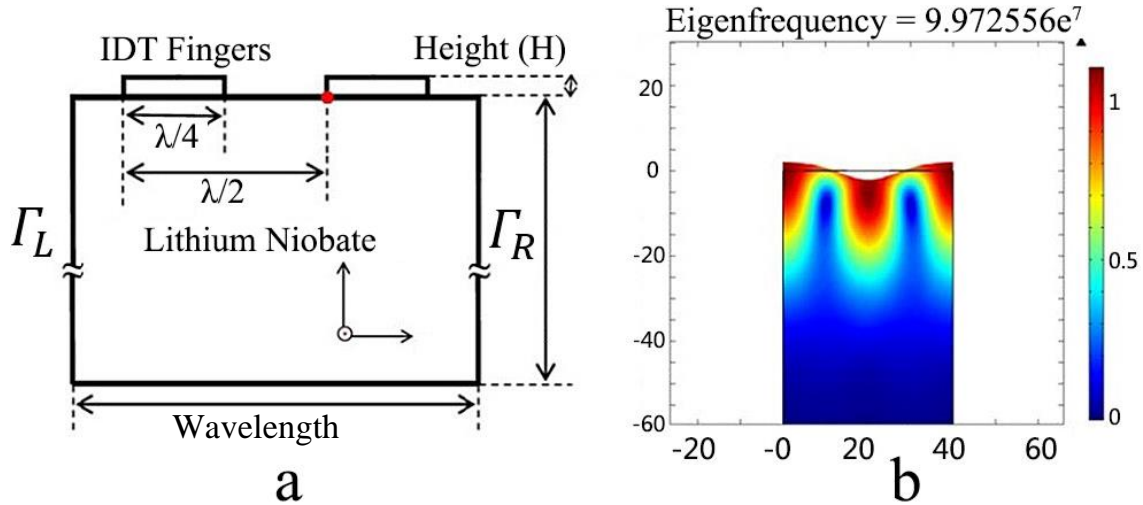 IDT Fingers
Height (H)
λ/4
λ/2
Γ_L
Γ_R
Lithium Niobate
Wavelength
a
Eigenfrequency = 9.972556e⁷
20
0
-20
-40
-60
-20
-0
20
40
60
1
0.5
0
b